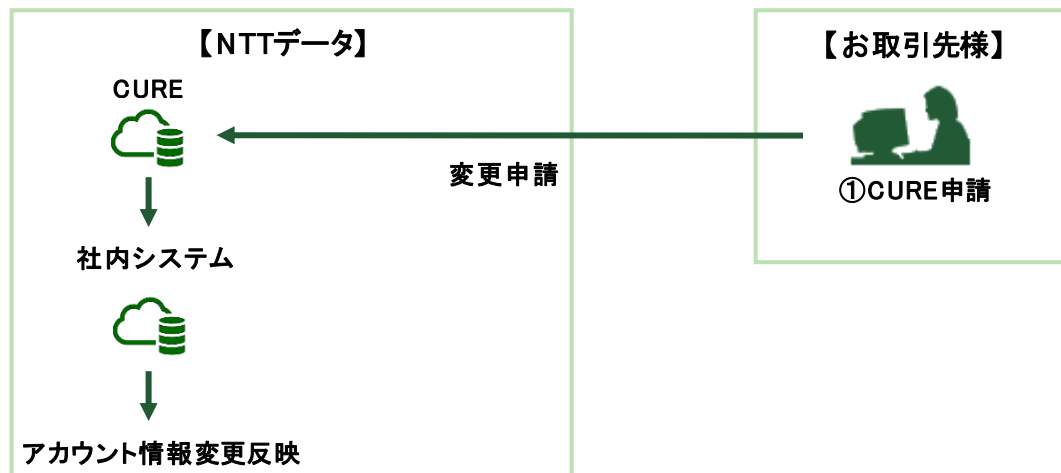 【NTTデータ】
【お取引先様】
CURE
変更申請
①CURE申請
社内システム
アカウント情報変更反映